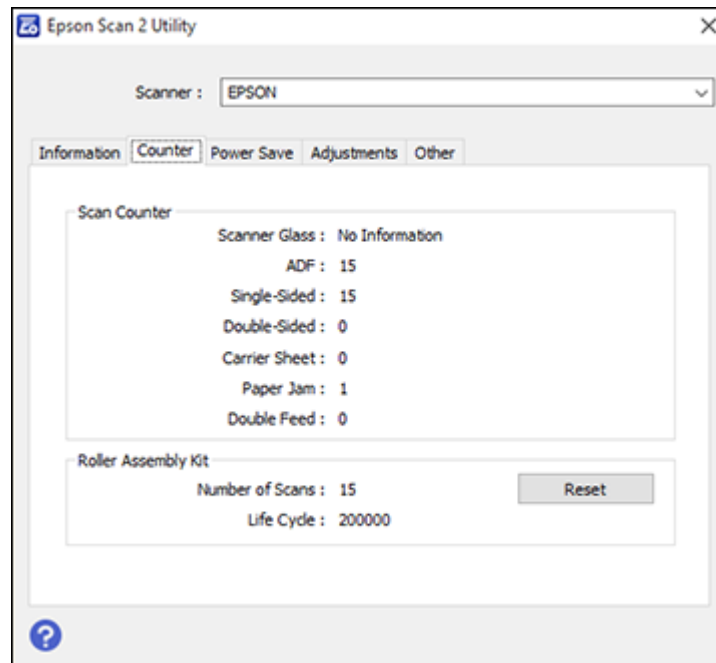 Epson Scan 2 Utility
Scanner : EPSON
Information Counter Power Save Adjustments Other
Scan Counter
Scanner Glass : No Information
ADF : 15
Single-Sided : 15
Double-Sided : 0
Carrier Sheet : 0
Paper Jam : 1
Double Feed : 0
Roller Assembly Kit
Number of Scans : 15 Reset
Life Cycle : 200000
?